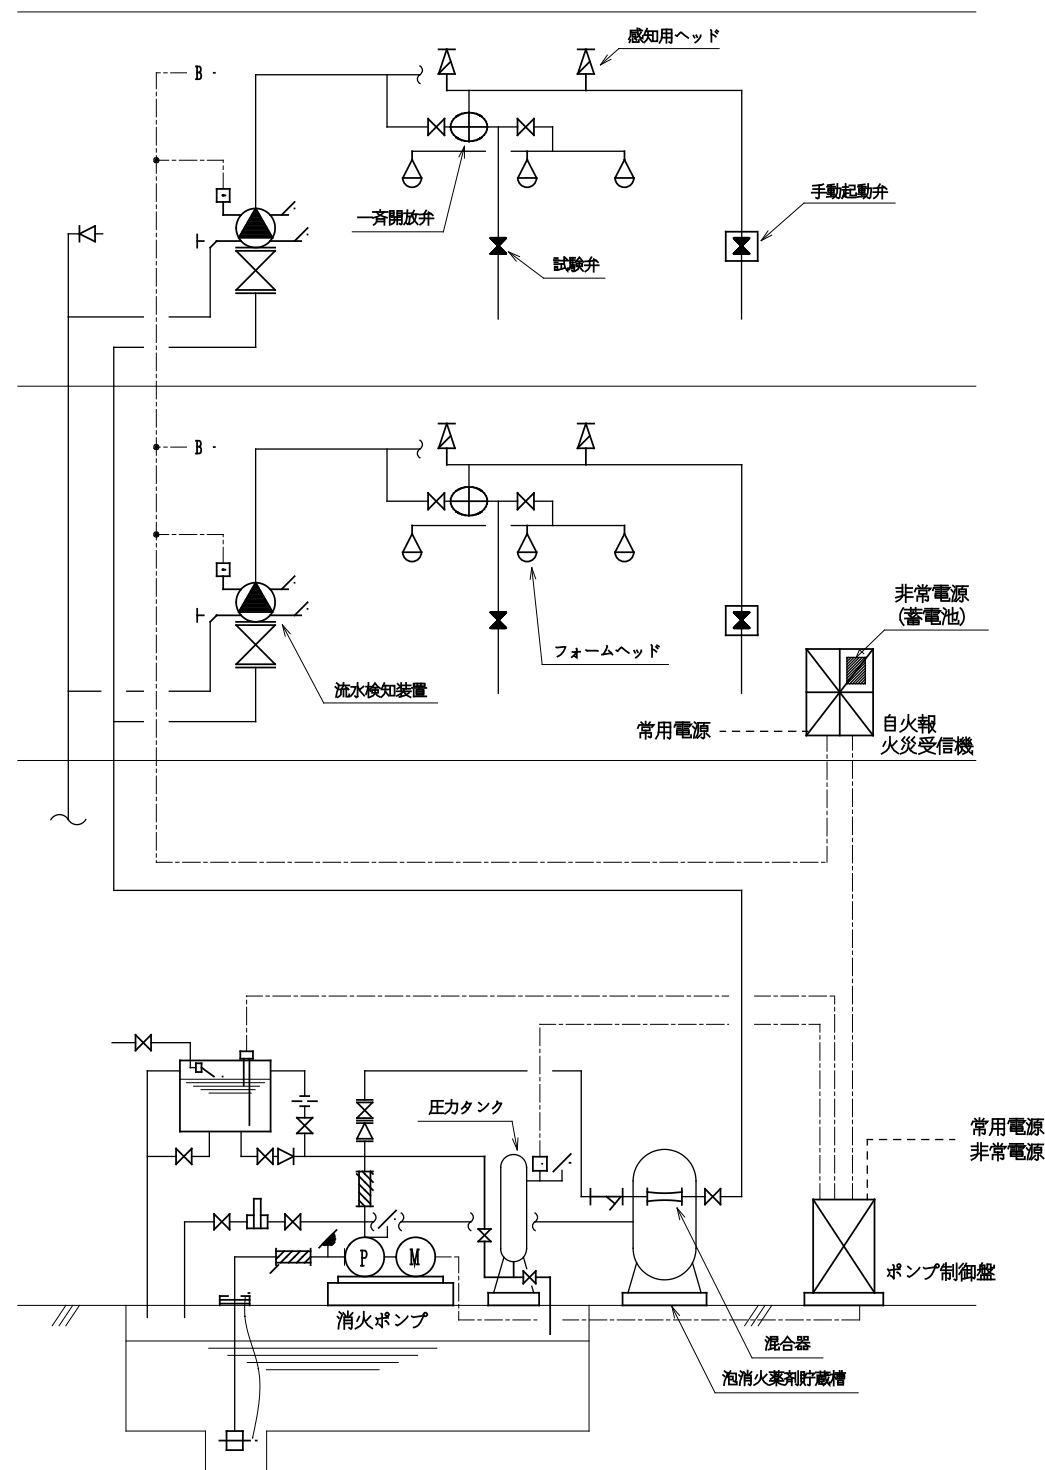 感知用ヘッド
B
手動起動弁
一斉開放弁
試験弁
B
非常電源
(蓄電池)
フォームヘッド
流水検知装置
常用電源
自火報
火災受信機
圧力タンク
常用電源
非常電源
P
M
ポンプ制御盤
消火ポンプ
混合器
泡消火薬剤貯蔵槽